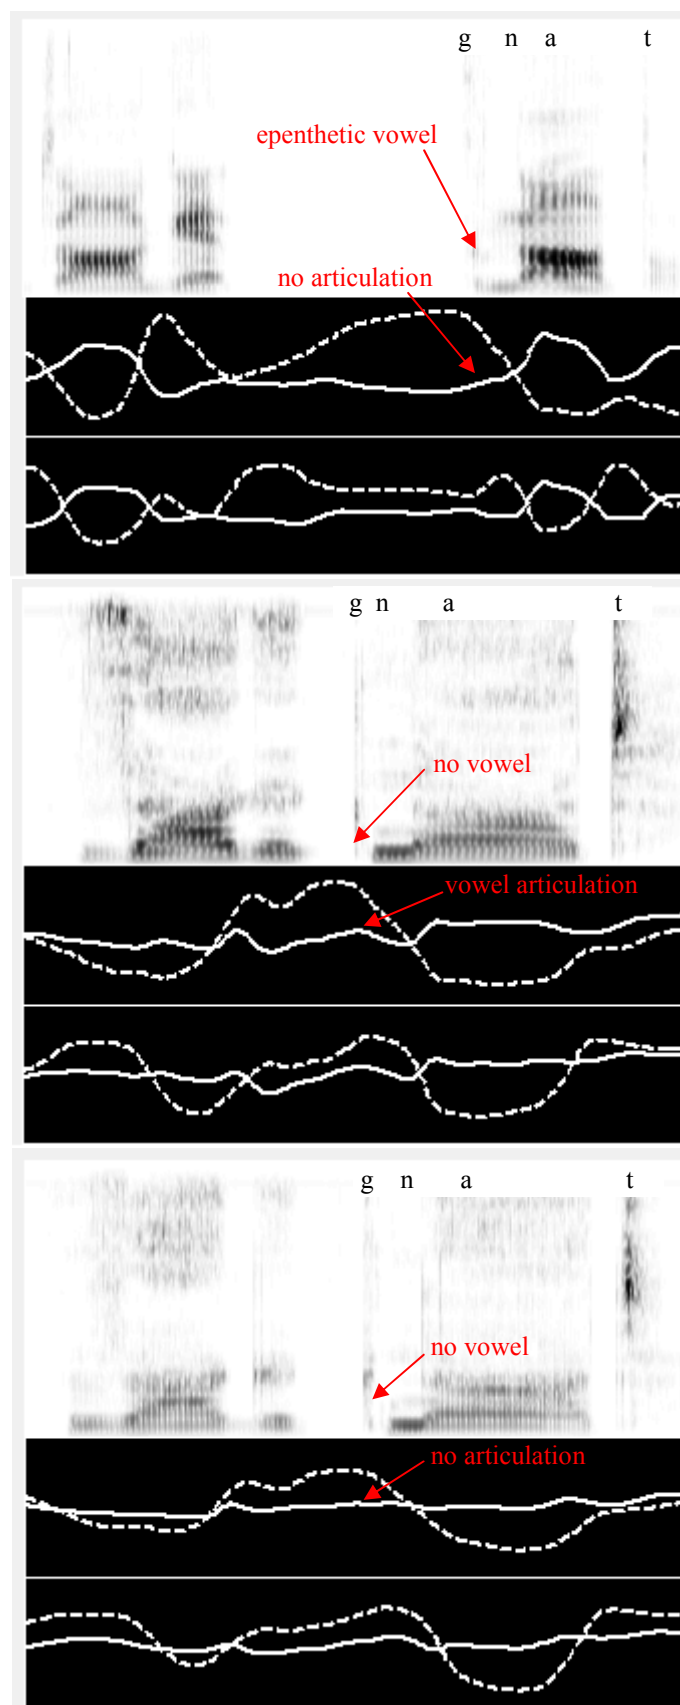 g n a t
epenthetic vowel
no articulation
g n a t
no vowel
vowel articulation
g n a t
no vowel
no articulation